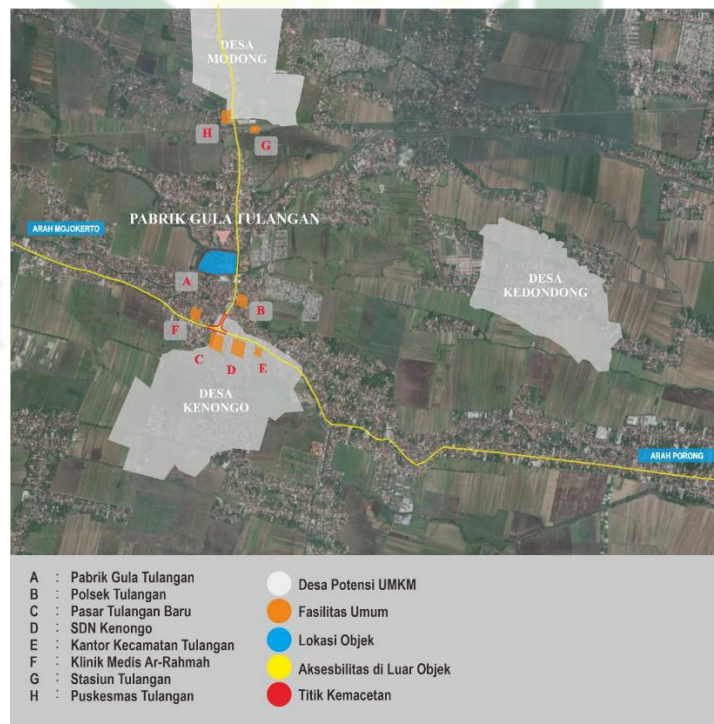 DESA
MODONG
H
G
PABRIK GULA TULANGAN
ARAH MOJOKERTO
DESA
KEDONDONG
A
B
F
C
D
E
DESA
KENONGO
ARAH PORONG
A : Pabrik Gula Tulangan
B : Polsek Tulangan
C : Pasar Tulangan Baru
D : SDN Kenongo
E : Kantor Kecamatan Tulangan
F : Klinik Medis Ar-Rahmah
G : Stasiun Tulangan
H : Puskesmas Tulangan
Desa Potensi UMKM
Fasilitas Umum
Lokasi Objek
Aksesbilitas di Luar Objek
Titik Kemacetan